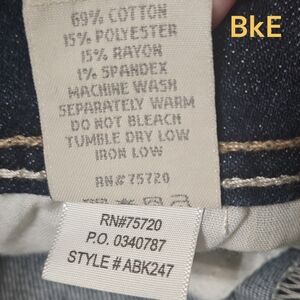 BkE
69% COTTON
15% POLYESTER
15% RAYON
1% SPANDEX
MACHINE WASH
SEPARATELY WARM
DO NOT BLEACH
TUMBLE DRY LOW
IRON LOW
RN# 75720
RN#75720
P.O. 0340787
STYLE # ABK247